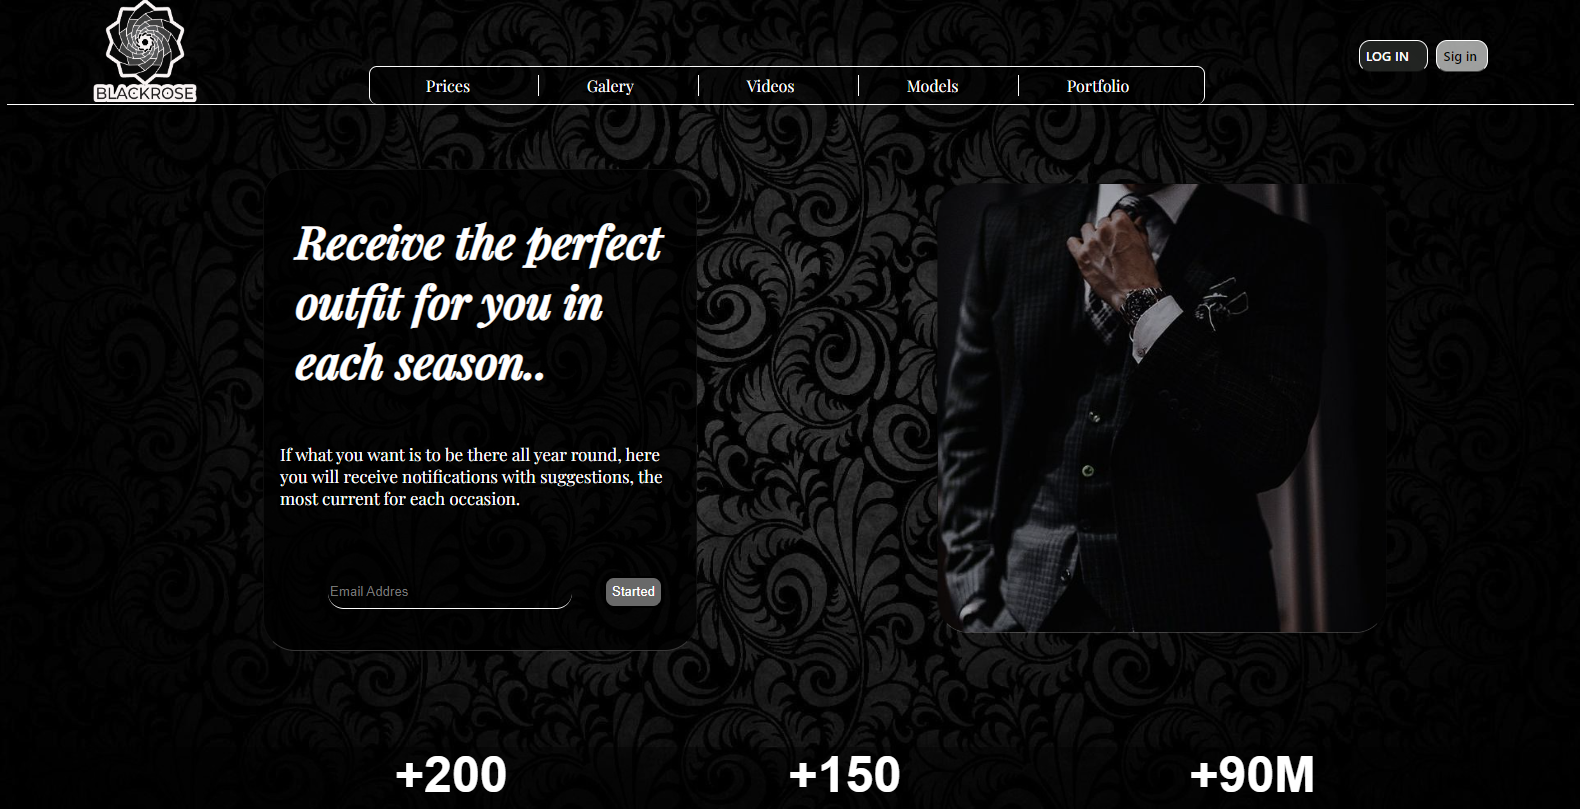 BLACKROSE
Prices
Galery
Videos
Models
Portfolio
LOG IN
Sig in
Receive the perfect
outfit for you in
each season..
If what you want is to be there all year round, here
you will receive notifications with suggestions, the
most current for each occasion.
Email Addres
Started
+200
+150
+90M